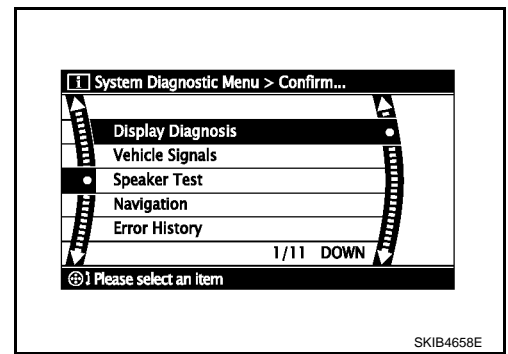 i System Diagnostic Menu > Confirm...
Display Diagnosis
Vehicle Signals
Speaker Test
Navigation
Error History
1/11 DOWN
Please select an item
SKIB4658E